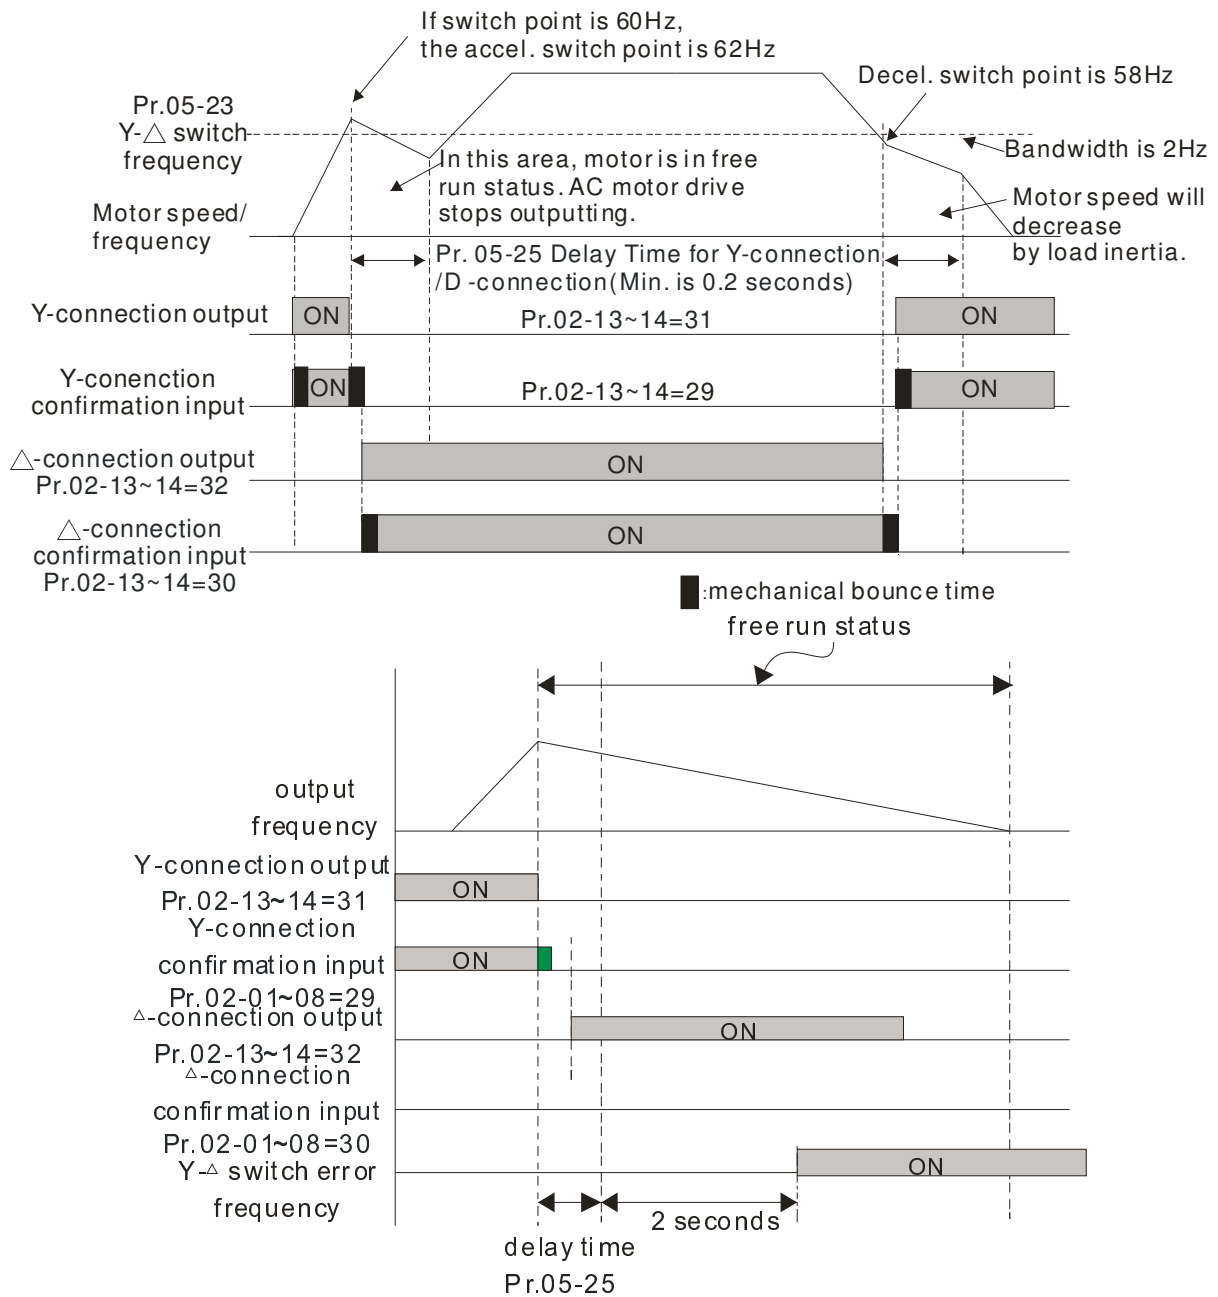 If switch point is 60Hz,
the accel. switch point is 62Hz
Decel. switch point is 58Hz
Pr.05-23
Y-△ switch
frequency
Bandwidth is 2Hz
In this area, motor is in free
run status. AC motor drive
stops outputting.
Motor speed/
frequency
Motor speed will
decrease
by load inertia.
Pr. 05-25 Delay Time for Y-connection
/D -connection(Min. is 0.2 seconds)
Y-connection output
ON
Pr.02-13~14=31
ON
Y-conenction
confirmation input
ON
Pr.02-13~14=29
ON
△-connection output
Pr.02-13~14=32
ON
△-connection
confirmation input
Pr.02-13~14=30
ON
:mechanical bounce time
free run status
output
frequency
Y-connection output
Pr.02-13~14=31
ON
Y-connection
confirmation input
Pr.02-01~08=29
ON
△-connection output
Pr.02-13~14=32
ON
△-connection
confirmation input
Pr.02-01~08=30
Y-△ switch error
frequency
ON
2 seconds
delay time
Pr.05-25